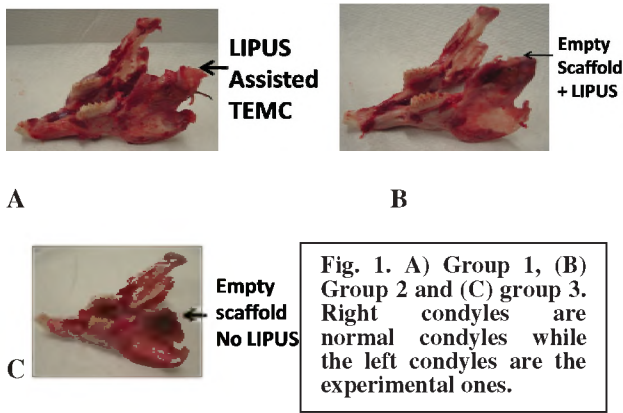 LIPUS
Assisted
TEMC
Empty
Scaffold
+ LIPUS
A
B
Empty
scaffold
No LIPUS
C
Fig. 1. A) Group 1, (B)
Group 2 and (C) group 3.
Right condyles are
normal condyles while
the left condyles are the
experimental ones.